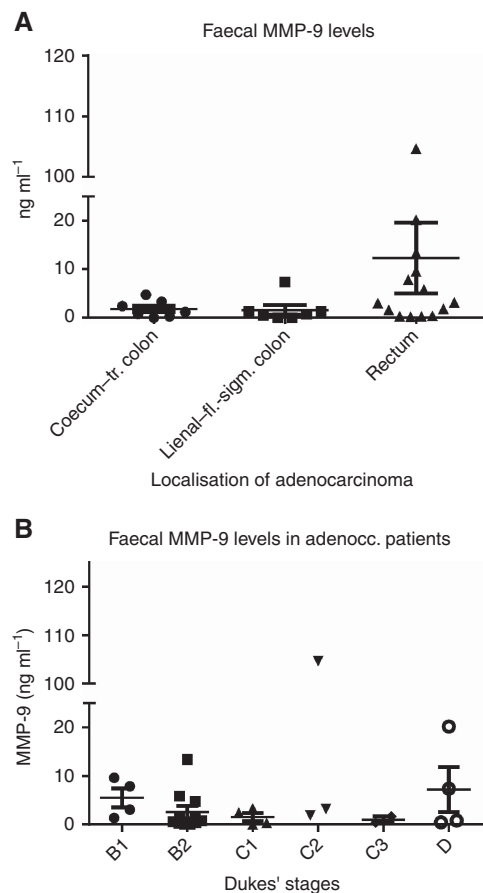 A
Faecal MMP-9 levels
120
100
20
10
0
ng ml⁻¹
Coecum–tr. colon
Lienal–fl.-sigm. colon
Rectum
Localisation of adenocarcinoma
B
Faecal MMP-9 levels in adenocc. patients
120
100
20
10
0
MMP-9 (ng ml⁻¹)
B1
B2
C1
C2
C3
D
Dukes' stages